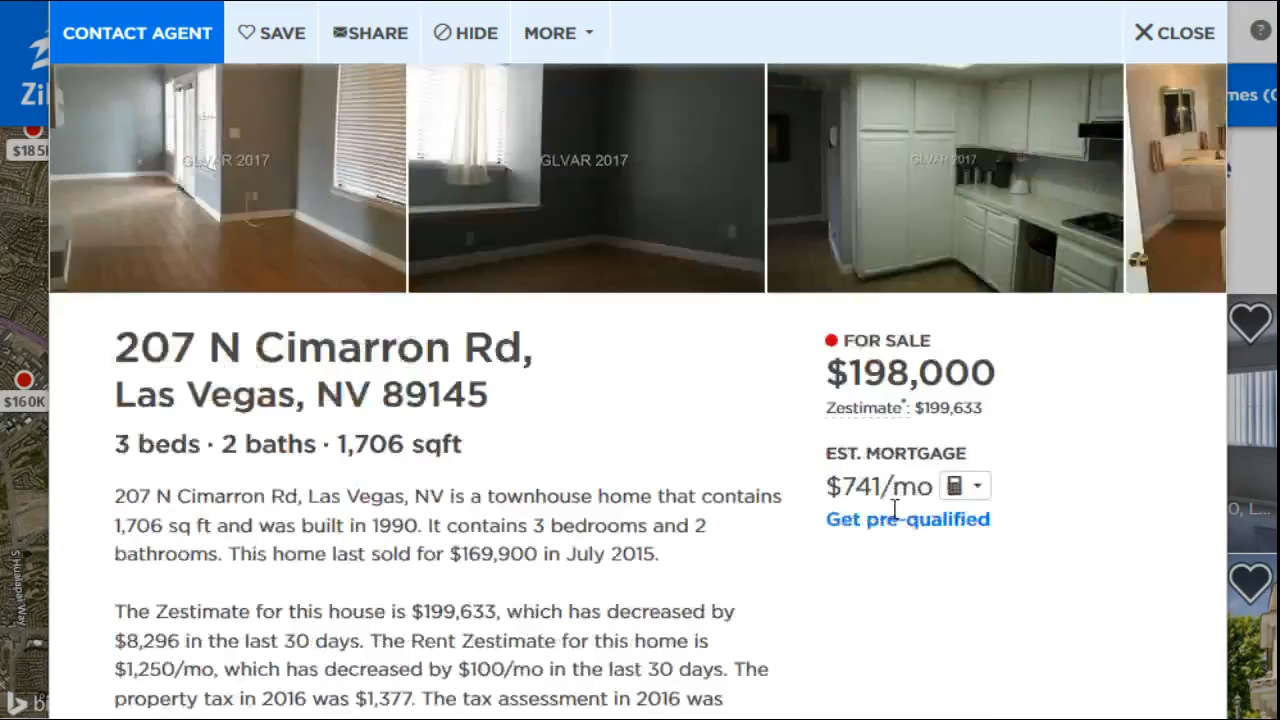 CONTACT AGENT
SAVE
SHARE
HIDE
MORE
CLOSE
Zil
mes (
$185
GLVAR 2017
GLVAR 2017
GLVAR 2017
207 N Cimarron Rd,
Las Vegas, NV 89145
3 beds · 2 baths · 1,706 sqft
207 N Cimarron Rd, Las Vegas, NV is a townhouse home that contains
1,706 sq ft and was built in 1990. It contains 3 bedrooms and 2
bathrooms. This home last sold for $169,900 in July 2015.
The Zestimate for this house is $199,633, which has decreased by
$8,296 in the last 30 days. The Rent Zestimate for this home is
$1,250/mo, which has decreased by $100/mo in the last 30 days. The
property tax in 2016 was $1,377. The tax assessment in 2016 was
FOR SALE
$198,000
Zestimate*: $199,633
EST. MORTGAGE
$741/mo
Get pre-qualified
$160K
S Hualapai Way
bi
0, L...